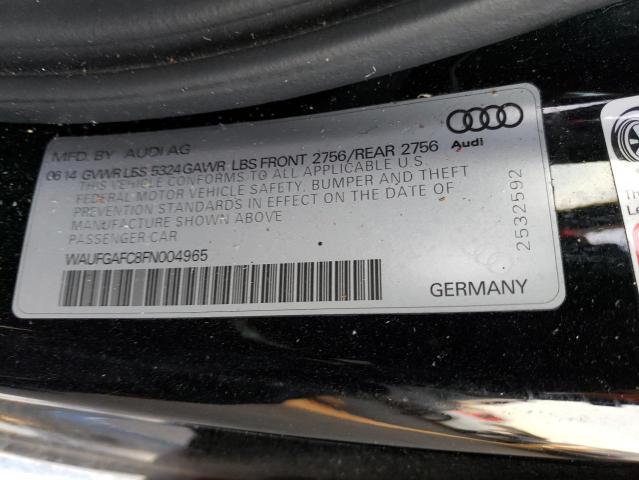 MFD. BY AUDI AG
Audi
06 14 GVWR LBS 5324 GAWR LBS FRONT 2756/REAR 2756
THIS VEHICLE CONFORMS TO ALL APPLICABLE U.S.
FEDERAL MOTOR VEHICLE SAFETY, BUMPER AND THEFT
PREVENTION STANDARDS IN EFFECT ON THE DATE OF
MANUFACTURE SHOWN ABOVE
PASSENGER CAR
WAUFGAFC8FN004965
GERMANY
2532592